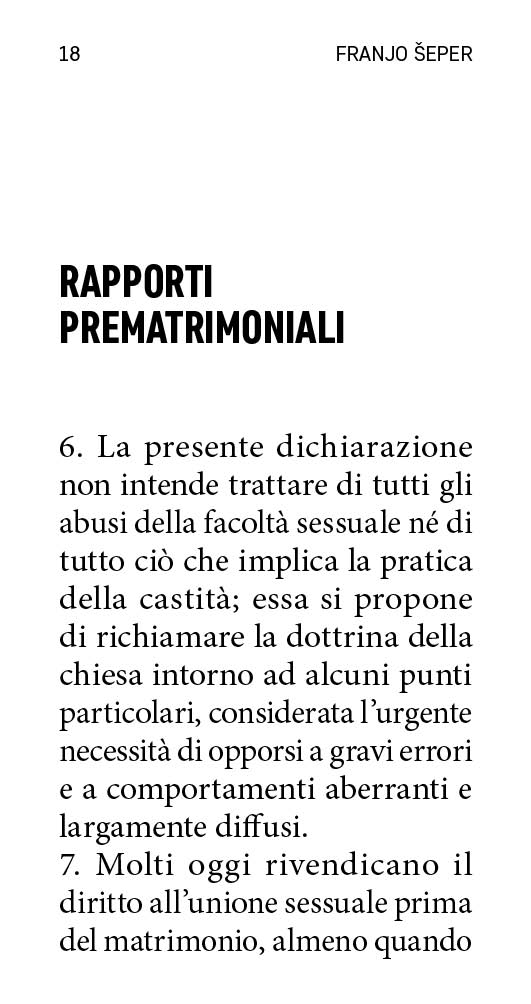 18 FRANJO ŠEPER
RAPPORTI
PREMATRIMONIALI
6. La presente dichiarazione
non intende trattare di tutti gli
abusi della facoltà sessuale né di
tutto ciò che implica la pratica
della castità; essa si propone
di richiamare la dottrina della
chiesa intorno ad alcuni punti
particolari, considerata l’urgente
necessità di opporsi a gravi errori
e a comportamenti aberranti e
largamente diffusi.
7. Molti oggi rivendicano il
diritto all’unione sessuale prima
del matrimonio, almeno quando